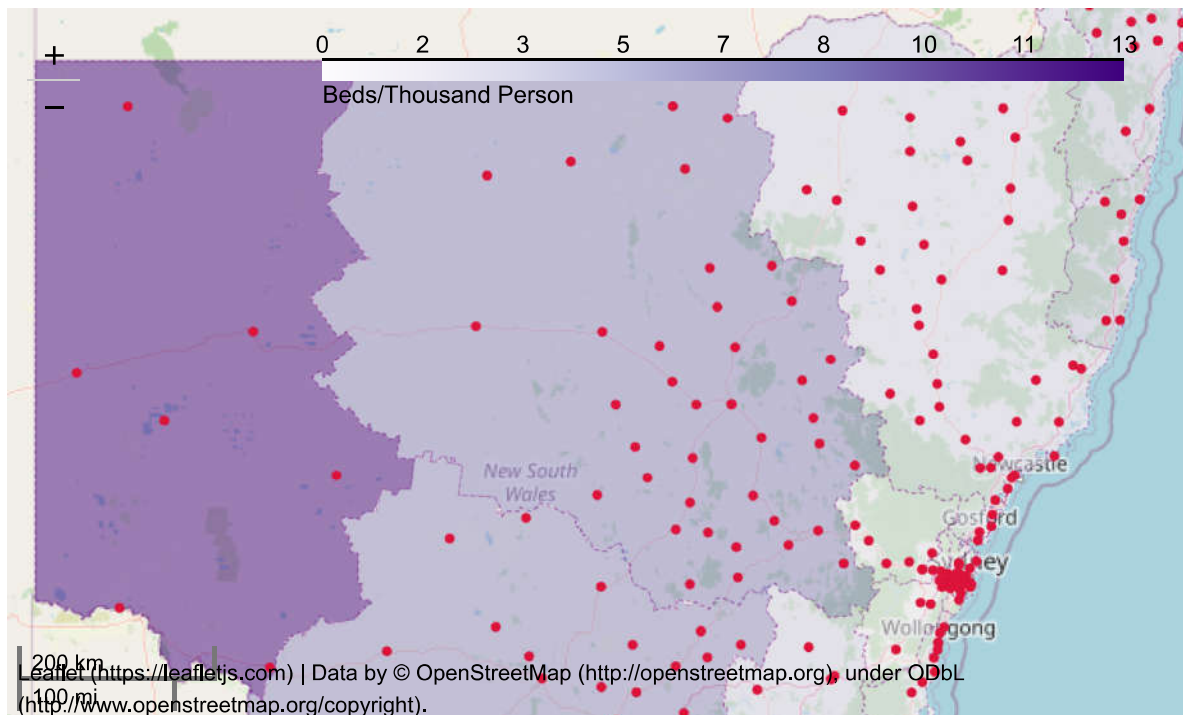 +
0 2 3 5 7 8 10 11 13
−
Beds/Thousand Person
New South
Wales
Newcastle
Gosford
Sydney
Wollongong
200 km
100 mi
Leaflet (https://leafletjs.com) | Data by © OpenStreetMap (http://openstreetmap.org), under ODbL
(http://www.openstreetmap.org/copyright).